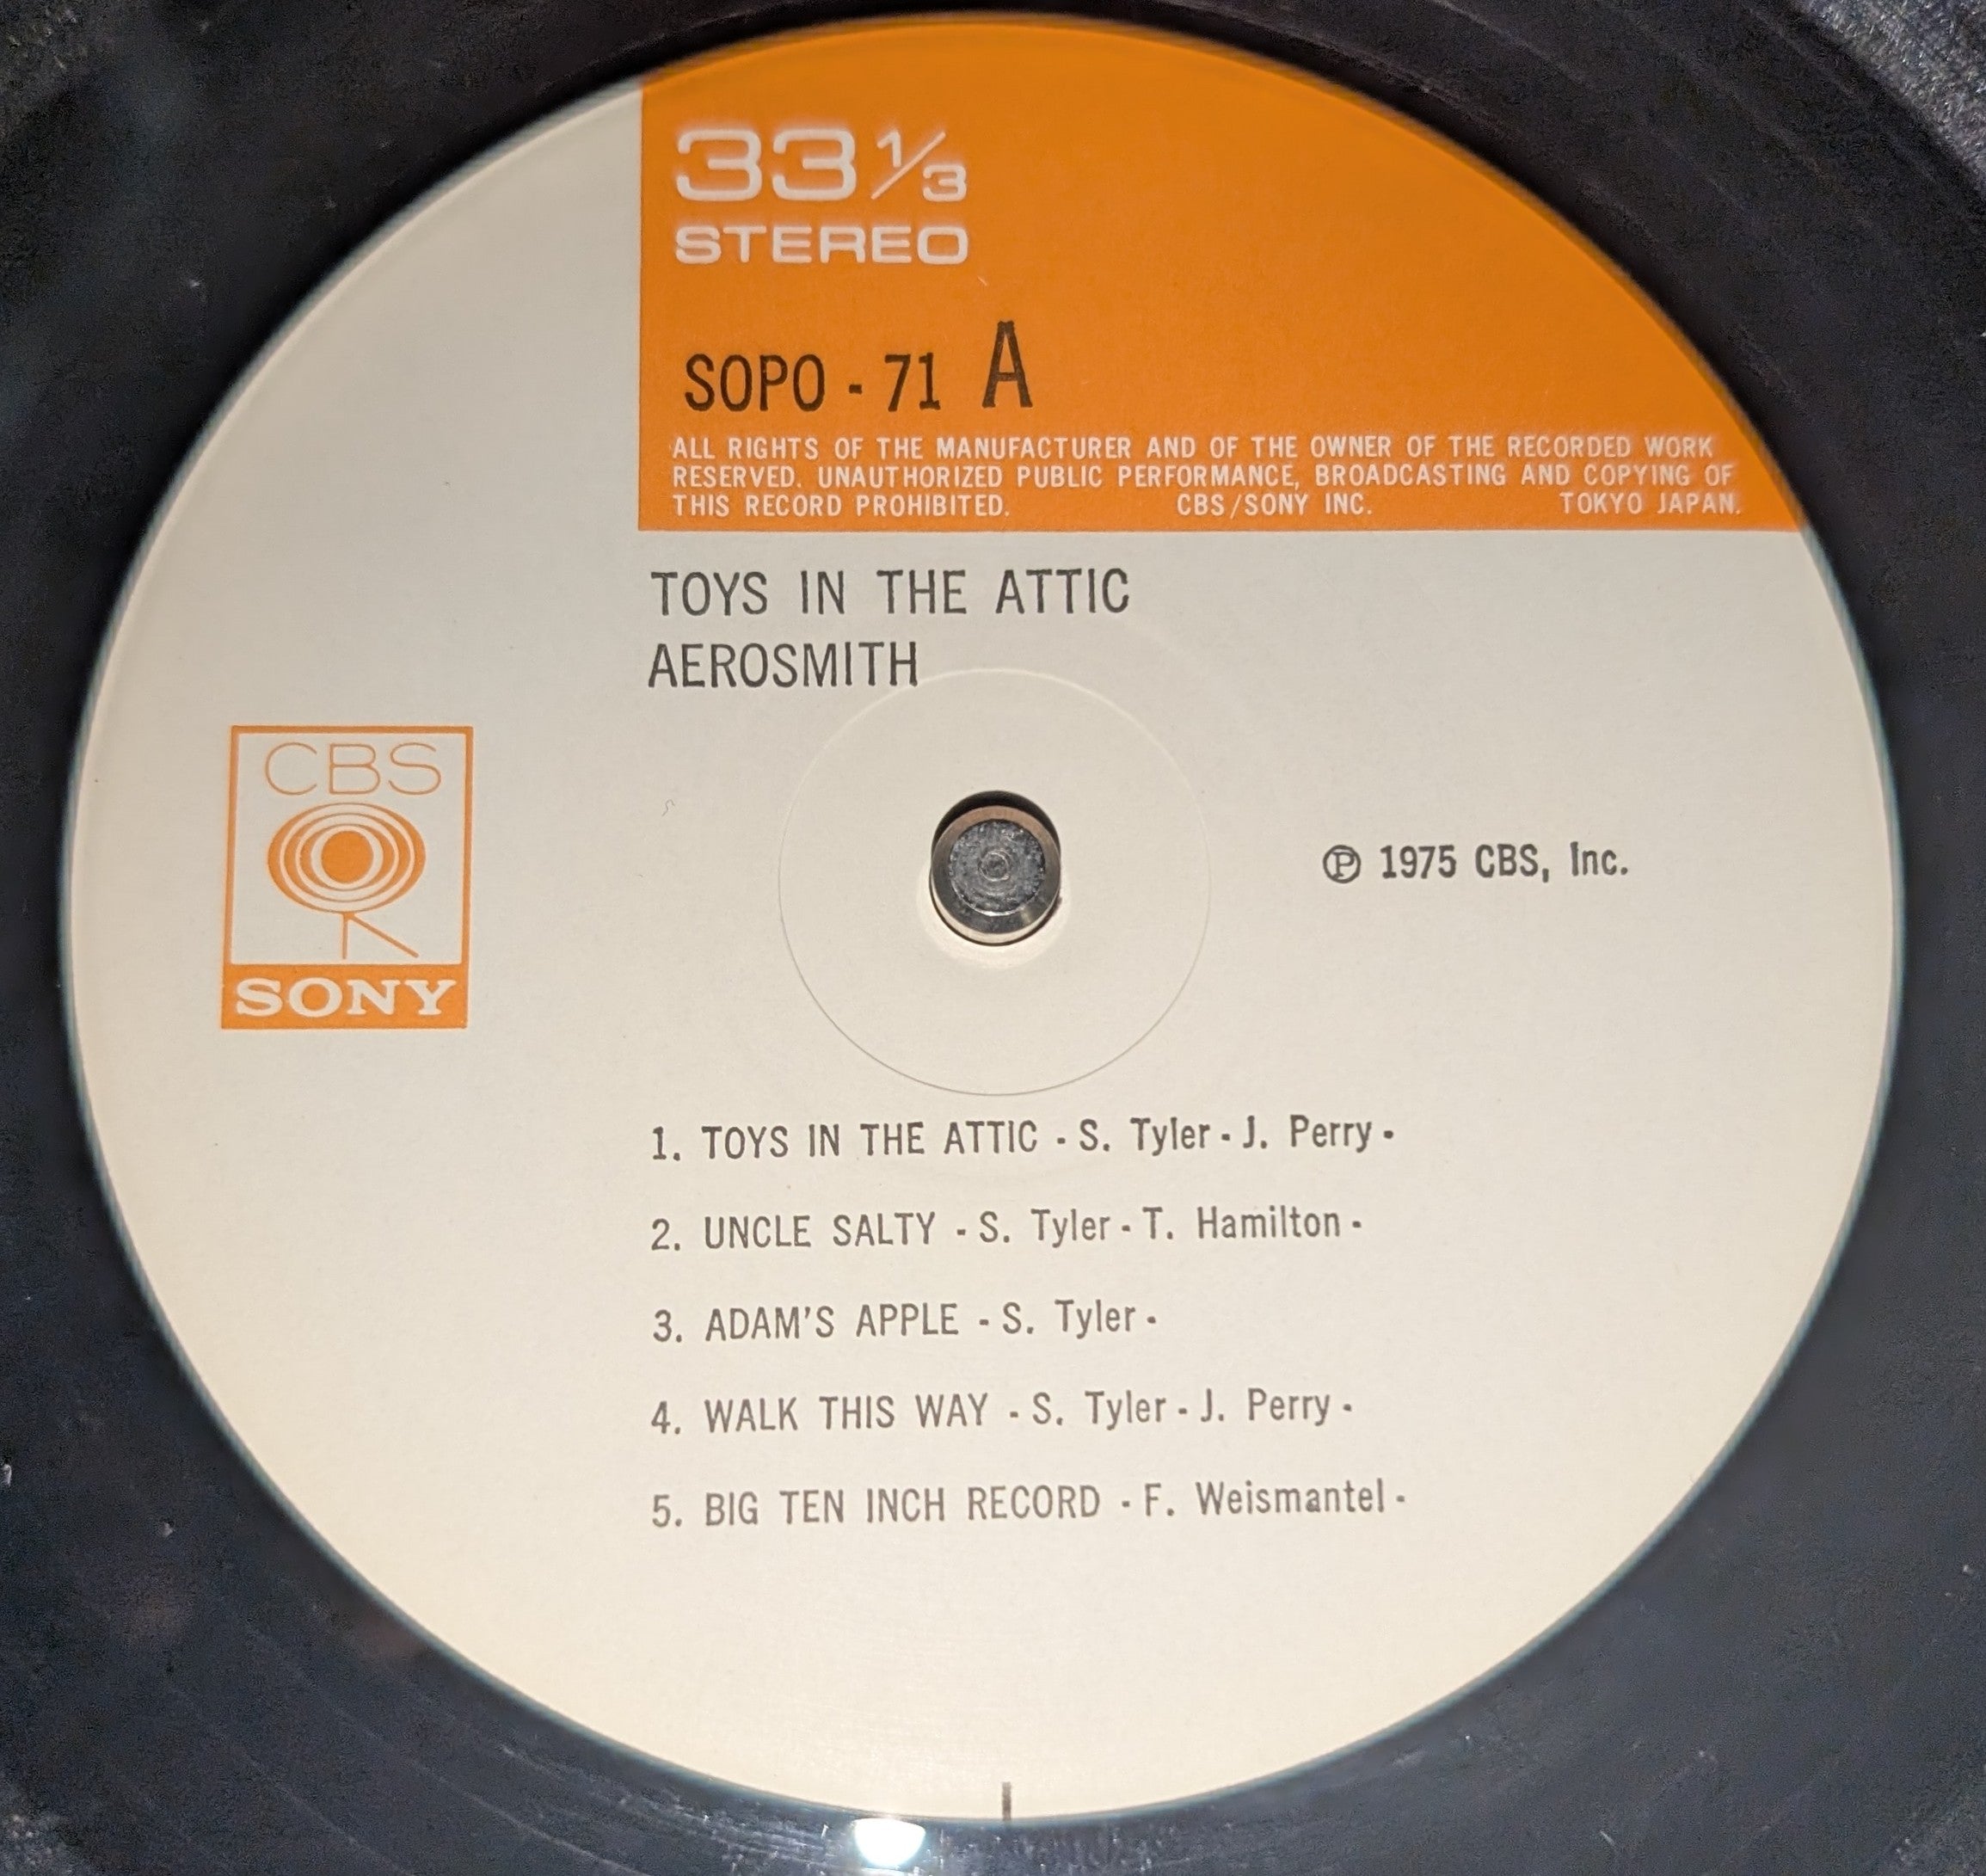 33 1/3
STEREO
SOPO - 71 A
ALL RIGHTS OF THE MANUFACTURER AND OF THE OWNER OF THE RECORDED WORK
RESERVED. UNAUTHORIZED PUBLIC PERFORMANCE, BROADCASTING AND COPYING OF
THIS RECORD PROHIBITED. CBS/SONY INC. TOKYO JAPAN.
TOYS IN THE ATTIC
AEROSMITH
CBS
SONY
℗ 1975 CBS, Inc.
1. TOYS IN THE ATTIC - S. Tyler - J. Perry -
2. UNCLE SALTY - S. Tyler - T. Hamilton -
3. ADAM'S APPLE - S. Tyler -
4. WALK THIS WAY - S. Tyler - J. Perry -
5. BIG TEN INCH RECORD - F. Weismantel -